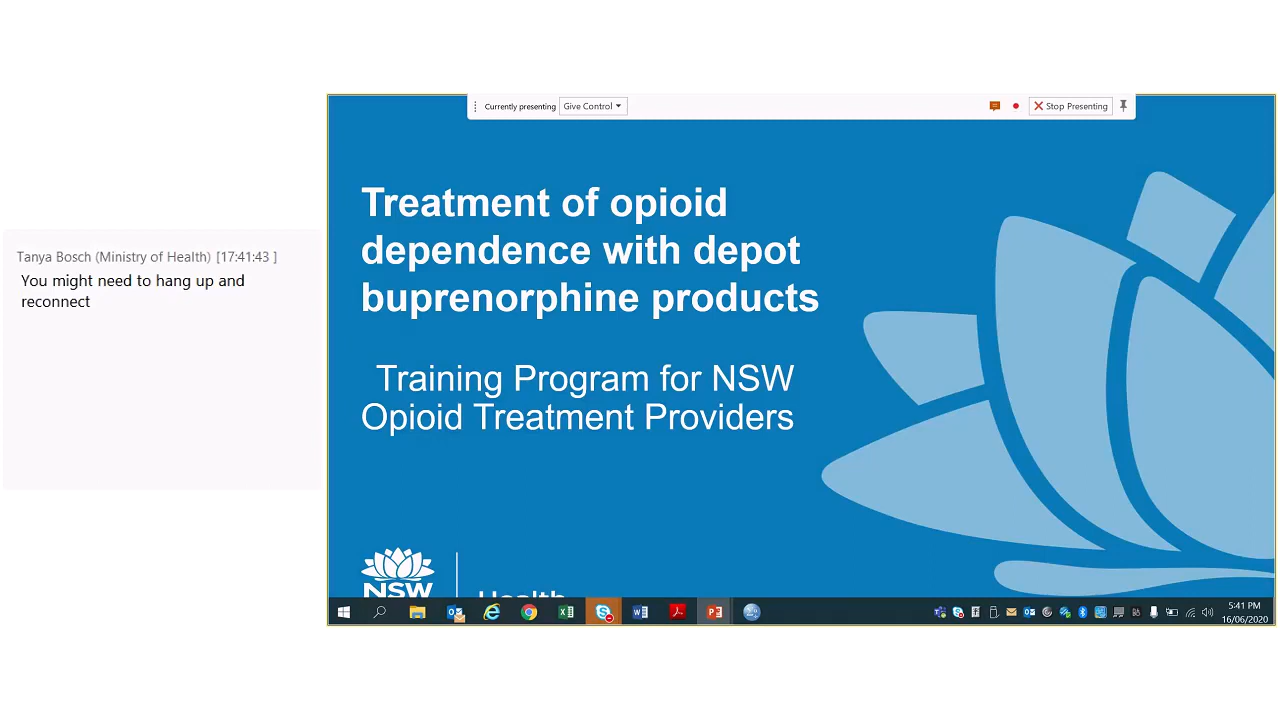 Currently presenting Give Control Stop Presenting
Treatment of opioid
dependence with depot
buprenorphine products
Training Program for NSW
Opioid Treatment Providers
Tanya Bosch (Ministry of Health) [17:41:43 ]
You might need to hang up and
reconnect
NSW
Health
5:41 PM
16/06/2020